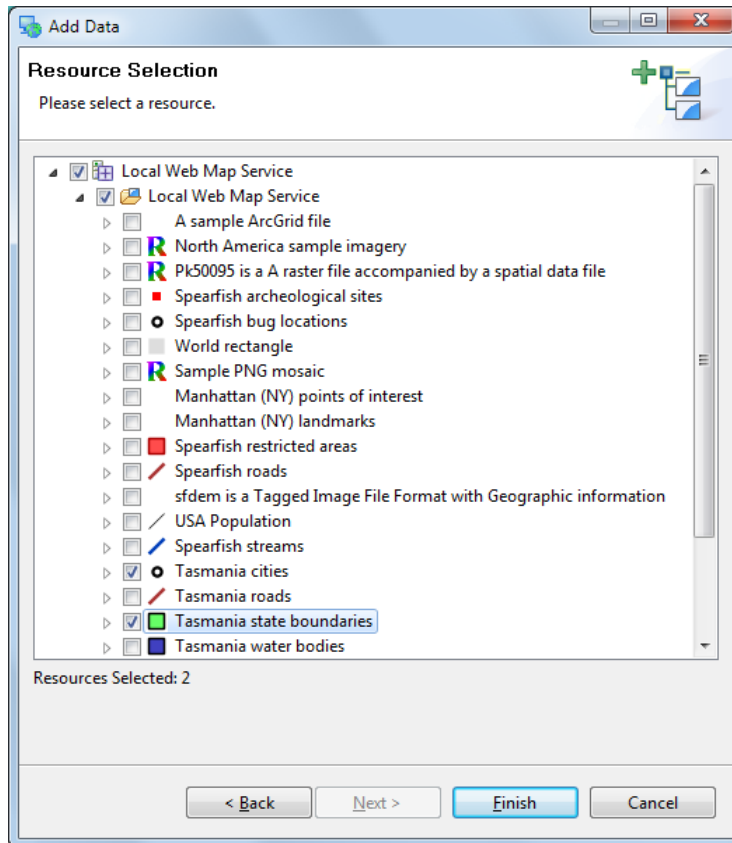 Add Data
Resource Selection
Please select a resource.
Local Web Map Service
Local Web Map Service
A sample ArcGrid file
North America sample imagery
Pk50095 is a A raster file accompanied by a spatial data file
Spearfish archeological sites
Spearfish bug locations
World rectangle
Sample PNG mosaic
Manhattan (NY) points of interest
Manhattan (NY) landmarks
Spearfish restricted areas
Spearfish roads
sfdem is a Tagged Image File Format with Geographic information
USA Population
Spearfish streams
Tasmania cities
Tasmania roads
Tasmania state boundaries
Tasmania water bodies
Resources Selected: 2
< Back Next > Finish Cancel